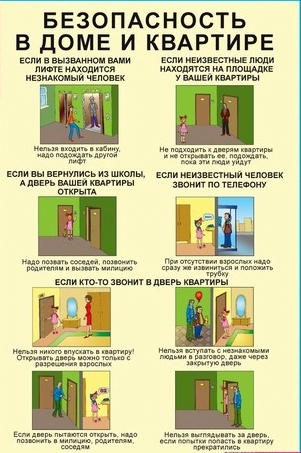 БЕЗОПАСНОСТЬ
В ДОМЕ И КВАРТИРЕ
ЕСЛИ В ВЫЗВАННОМ ВАМИ
ЛИФТЕ НАХОДИТСЯ
НЕЗНАКОМЫЙ ЧЕЛОВЕК
Нельзя входить в кабину,
надо подождать другой
лифт
ЕСЛИ НЕИЗВЕСТНЫЕ ЛЮДИ
НАХОДЯТСЯ НА ПЛОЩАДКЕ
У ВАШЕЙ КВАРТИРЫ
Не подходить к дверям квартиры
и не открывать ее, подождать,
пока эти люди уйдут
ЕСЛИ ВЫ ВЕРНУЛИСЬ ИЗ ШКОЛЫ,
А ДВЕРЬ ВАШЕЙ КВАРТИРЫ
ОТКРЫТА
Надо позвать соседей, позвонить
родителям и вызвать милицию
ЕСЛИ НЕИЗВЕСТНЫЙ ЧЕЛОВЕК
ЗВОНИТ ПО ТЕЛЕФОНУ
При отсутствии взрослых надо
сразу же извиниться и положить
трубку
ЕСЛИ КТО-ТО ЗВОНИТ В ДВЕРЬ КВАРТИРЫ
Нельзя никого впускать в квартиру!
Открывать дверь можно только с
разрешения взрослых
Нельзя вступать с незнакомыми
людьми в разговор, даже через
закрытую дверь
Если дверь пытаются открыть, надо
позвонить в милицию, родителям,
соседям
Нельзя выглядывать за дверь,
если попытки попасть в квартиру
прекратились